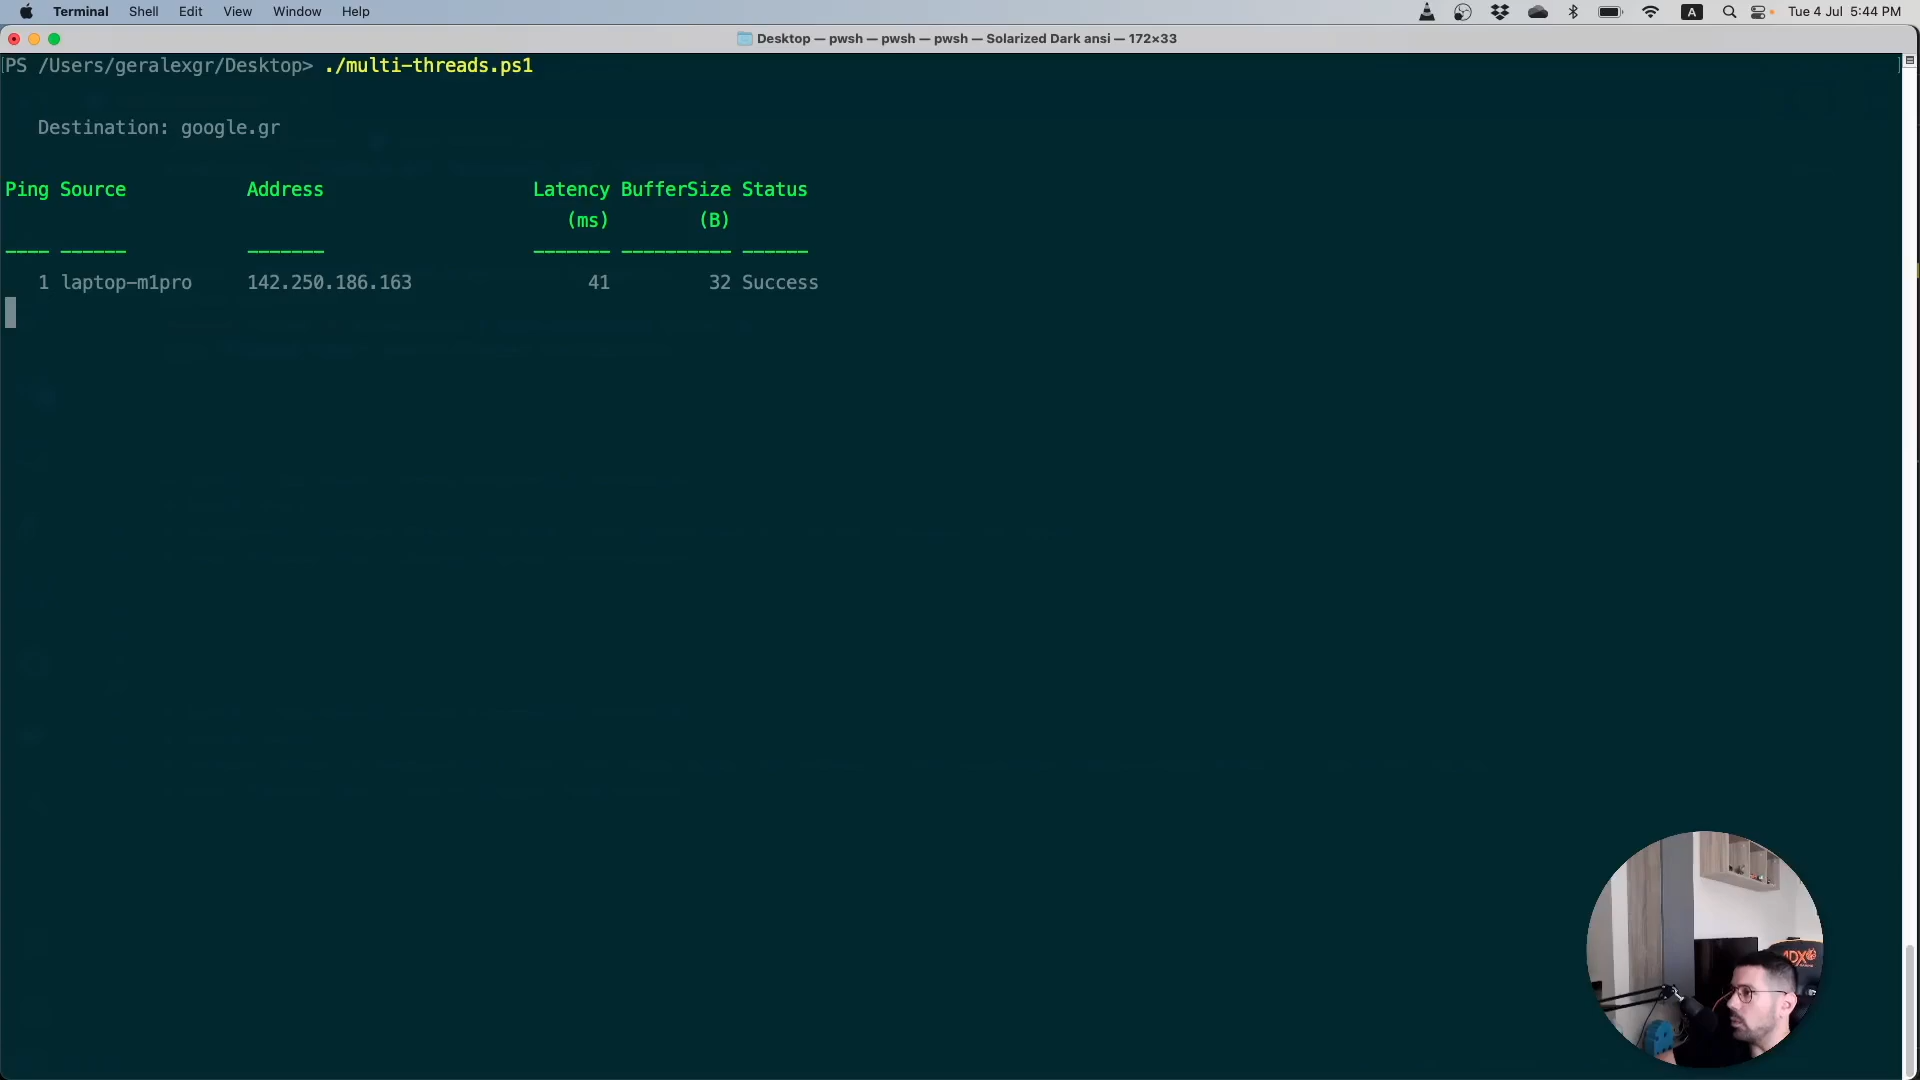 Terminal Shell Edit View Window Help A Tue 4 Jul 5:44 PM
Desktop — pwsh — pwsh — pwsh — Solarized Dark ansi — 172×33
[PS /Users/geralexgr/Desktop> ./multi-threads.ps1 ]
Destination: google.gr
Ping Source Address Latency BufferSize Status
(ms) (B)
---- ------ ------- ------- ---------- ------
1 laptop-m1pro 142.250.186.163 41 32 Success